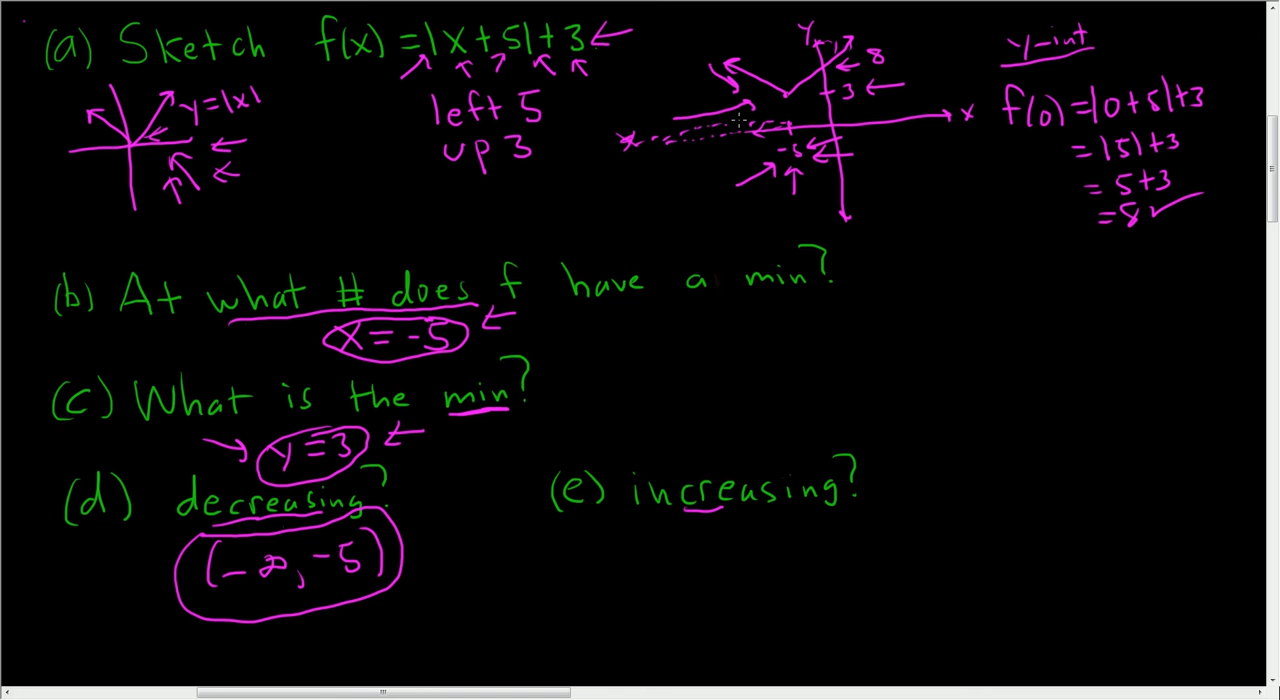 (a) Sketch f(x) = |x + 5| + 3
y = |x|
left 5
up 3
y
8
3
x
-5
y-int
f(0) = |0 + 5| + 3
= |5| + 3
= 5 + 3
= 8 ✓
(b) At what # does f have a min?
x = -5
(c) What is the min?
y = 3
(d) decreasing?
(-∞, -5)
(e) increasing?